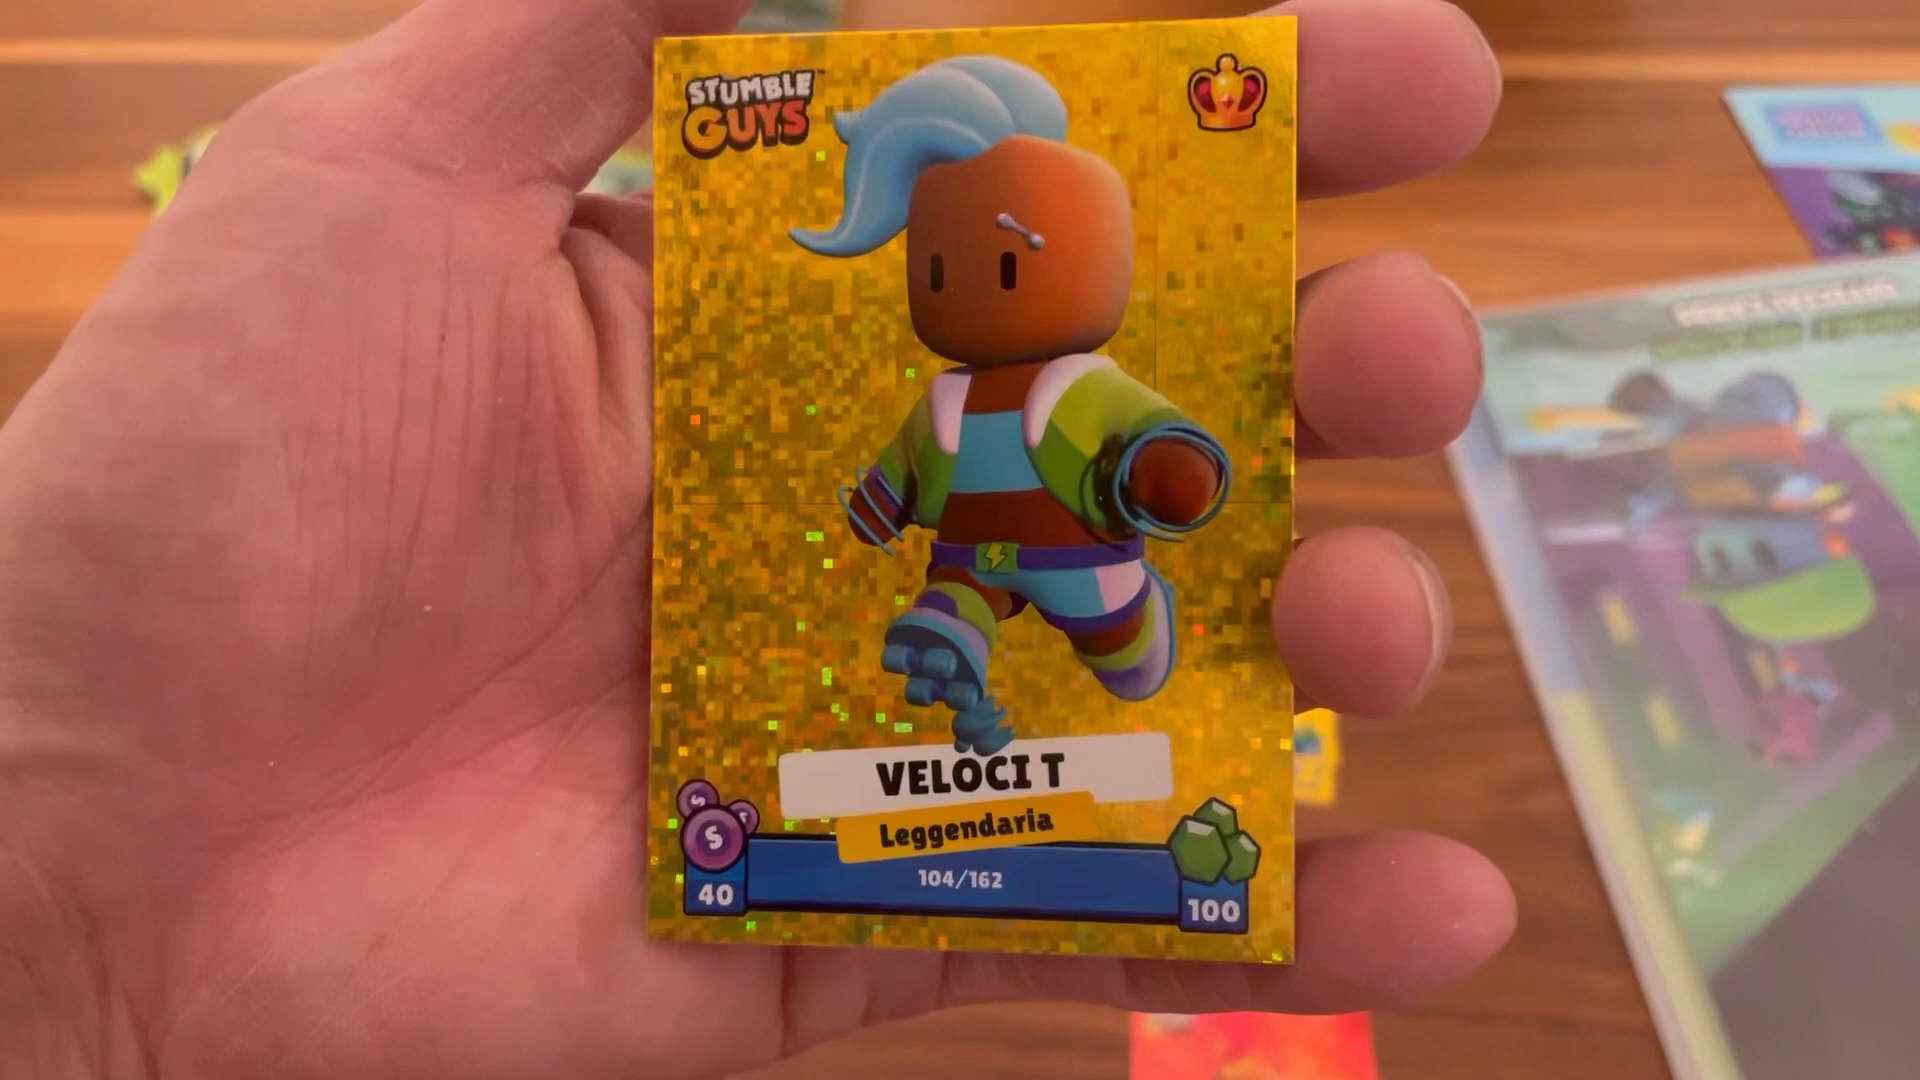 STUMBLE
GUYS
VELOCI T
Leggendaria
S
40
104/162
100